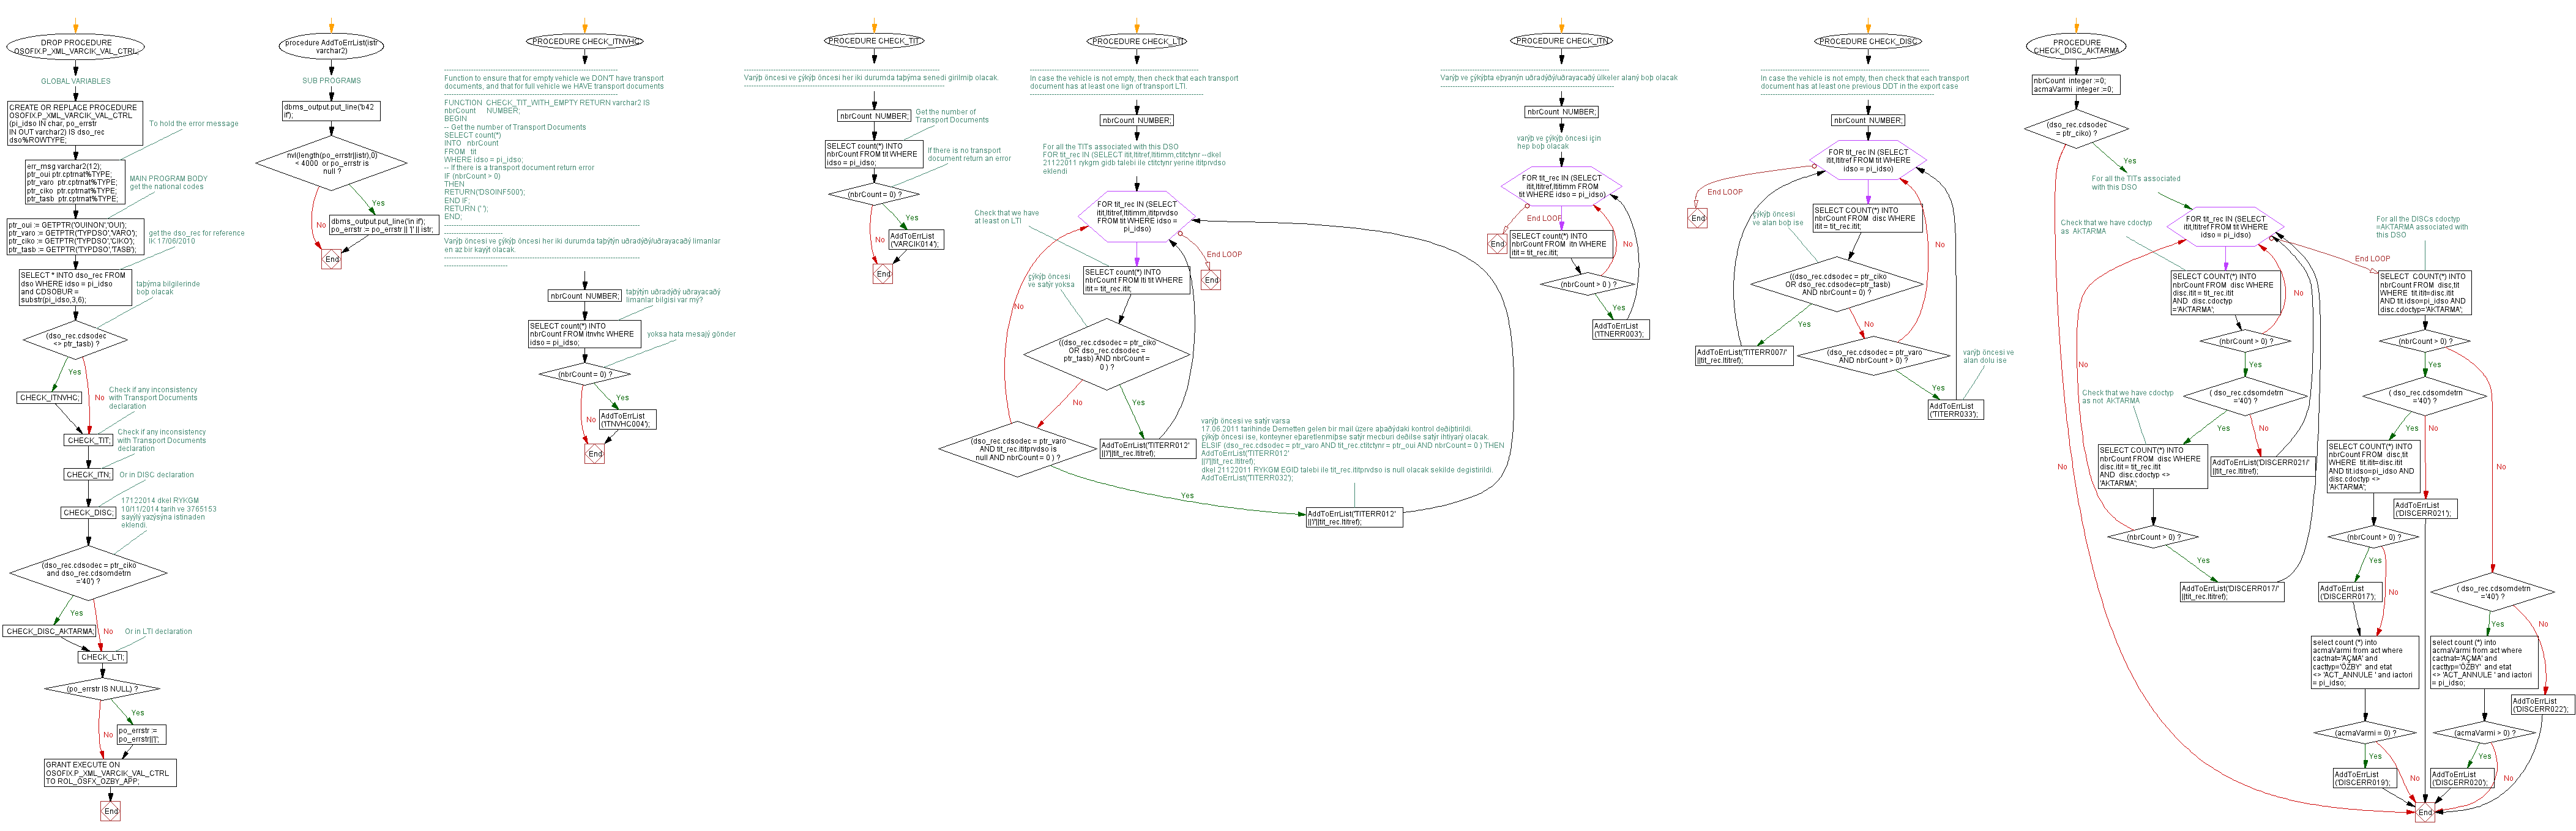 DROP PROCEDURE
OSOFIX.P_XML_VARCIK_VAL_CTRL
GLOBAL VARIABLES
CREATE OR REPLACE PROCEDURE
OSOFIX.P_XML_VARCIK_VAL_CTRL
(pi_idso IN char, po_errstr
IN OUT varchar2) IS dso_rec
dso%ROWTYPE;
To hold the error message
err_msg varchar2(12);
ptr_oui ptr.cptrnat%TYPE;
ptr_varo  ptr.cptrnat%TYPE;
ptr_ciko  ptr.cptrnat%TYPE;
ptr_tasb  ptr.cptrnat%TYPE;
MAIN PROGRAM BODY
get the national codes
ptr_oui := GETPTR('OUINON','OUI');
ptr_varo := GETPTR('TYPDSO','VARO');
ptr_ciko := GETPTR('TYPDSO','CIKO');
ptr_tasb := GETPTR('TYPDSO','TASB');
get the dso_rec for reference
IK 17/06/2010
SELECT * INTO dso_rec FROM
dso WHERE idso = pi_idso
and CDSOBUR =
substr(pi_idso,3,6);
taþýma bilgilerinde
boþ olacak
(dso_rec.cdsodec
<> ptr_tasb) ?
Yes
No
CHECK_ITNVHC;
Check if any inconsistency
with Transport Documents
declaration
CHECK_TIT;
Check if any inconsistency
with Transport Documents
declaration
CHECK_ITN;
Or in DISC declaration
CHECK_DISC;
17122014 dkel RYKGM
10/11/2014 tarih ve 3765153
sayýlý yazýsýna istinaden
eklendi.
(dso_rec.cdsodec = ptr_ciko
and dso_rec.cdsomdetrn
='40') ?
Yes
No
CHECK_DISC_AKTARMA;
Or in LTI declaration
CHECK_LTI;
(po_errstr IS NULL) ?
Yes
No
po_errstr :=
po_errstr||'|';
GRANT EXECUTE ON
OSOFIX.P_XML_VARCIK_VAL_CTRL
TO ROL_OSFX_OZBY_APP;
End
procedure AddToErrList(istr
varchar2)
SUB PROGRAMS
dbms_output.put_line('b42
if');
nvl(length(po_errstr||istr),0)
< 4000  or po_errstr is
null ?
Yes
No
dbms_output.put_line('in if');
po_errstr := po_errstr || '|' || istr;
End
PROCEDURE CHECK_ITNVHC
Function to ensure that for empty vehicle we DON'T have transport
documents, and that for full vehicle we HAVE transport documents
FUNCTION  CHECK_TIT_WITH_EMPTY RETURN varchar2 IS
nbrCount      NUMBER;
BEGIN
-- Get the number of Transport Documents
SELECT count(*)
INTO   nbrCount
FROM   tit
WHERE idso = pi_idso;
-- If there is a transport document return error
IF (nbrCount > 0)
THEN
RETURN('DSOINF500');
END IF;
RETURN (' ');
END;
Varýþ öncesi ve çýkýþ öncesi her iki durumda taþýtýn uðradýðý/uðrayacaðý limanlar
en az bir kayýt olacak.
nbrCount  NUMBER;
taþýtýn uðradýðý uðrayacaðý
limanlar bilgisi var mý?
SELECT count(*) INTO
nbrCount FROM itnvhc WHERE
idso = pi_idso;
yoksa hata mesajý gönder
(nbrCount = 0) ?
Yes
No
AddToErrList
('ITNVHC004');
End
PROCEDURE CHECK_TIT
Varýþ öncesi ve çýkýþ öncesi her iki durumda taþýma senedi girilmiþ olacak.
nbrCount  NUMBER;
Get the number of
Transport Documents
SELECT count(*) INTO
nbrCount FROM tit WHERE
idso = pi_idso;
If there is no transport
document return an error
(nbrCount = 0) ?
Yes
No
AddToErrList
('VARCIK014');
End
PROCEDURE CHECK_LTI
In case the vehicle is not empty, then check that each transport
document has at least one lign of transport LTI.
nbrCount  NUMBER;
For all the TITs associated with this DSO
FOR tit_rec IN (SELECT itit,ltitref,ltitimm,ctitctynr --dkel
21122011 rykgm gidb talebi ile ctitctynr yerine ititprvdso
eklendi
FOR tit_rec IN (SELECT
itit,ltitref,ltitimm,ititprvdso
FROM tit WHERE idso =
pi_idso)
Check that we have
at least on LTI
End LOOP
End
SELECT count(*) INTO
nbrCount FROM lti tit WHERE
itit = tit_rec.itit;
çýkýþ öncesi
ve satýr yoksa
No
((dso_rec.cdsodec = ptr_ciko
OR dso_rec.cdsodec =
ptr_tasb) AND nbrCount =
0 ) ?
Yes
No
(dso_rec.cdsodec = ptr_varo
AND tit_rec.ititprvdso is
null AND nbrCount = 0 ) ?
AddToErrList('TITERR012'
||'/'||tit_rec.ltitref);
varýþ öncesi ve satýr varsa
17.06.2011 tarihinde Demetten gelen bir mail üzere aþaðýdaki kontrol deðiþtirildi.
çýkýþ öncesi ise, konteyner eþaretlenmiþse satýr mecburi deðilse satýr ihtiyarý olacak.
ELSIF (dso_rec.cdsodec = ptr_varo AND tit_rec.ctitctynr = ptr_oui AND nbrCount = 0 ) THEN
AddToErrList('TITERR012'
||'/'||tit_rec.ltitref);
dkel 21122011 RYKGM EGID talebi ile tit_rec.ititprvdso is null olacak sekilde degistirildi.
AddToErrList('TITERR032');
Yes
AddToErrList('TITERR012'
||'/'||tit_rec.ltitref);
PROCEDURE CHECK_ITN
Varýþ ve çýkýþta eþyanýn uðradýðý/uðrayacaðý ülkeler alaný boþ olacak
nbrCount  NUMBER;
varýþ ve çýkýþ öncesi için
hep boþ olacak
FOR tit_rec IN (SELECT
itit,ltitref,ltitimm FROM
tit WHERE idso = pi_idso)
End LOOP
End
No
SELECT count(*) INTO
nbrCount FROM  itn WHERE
itit = tit_rec.itit;
(nbrCount > 0 ) ?
Yes
AddToErrList
('ITNERR003');
PROCEDURE CHECK_DISC
In case the vehicle is not empty, then check that each transport
document has at least one previous DDT in the export case
nbrCount  NUMBER;
FOR tit_rec IN (SELECT
itit,ltitref FROM tit WHERE
idso = pi_idso)
End LOOP
End
çýkýþ öncesi
ve alan boþ ise
SELECT COUNT(*) INTO
nbrCount FROM  disc WHERE
itit = tit_rec.itit;
No
((dso_rec.cdsodec = ptr_ciko
OR dso_rec.cdsodec=ptr_tasb)
AND nbrCount = 0) ?
Yes
No
AddToErrList('TITERR007/'
||tit_rec.ltitref);
(dso_rec.cdsodec = ptr_varo
AND nbrCount > 0) ?
varýþ öncesi ve
alan dolu ise
Yes
AddToErrList
('TITERR033');
PROCEDURE
CHECK_DISC_AKTARMA
nbrCount  integer :=0;
acmaVarmi  integer :=0;
(dso_rec.cdsodec
= ptr_ciko) ?
Yes
No
For all the TITs associated
with this DSO
Check that we have cdoctyp
as  AKTARMA
FOR tit_rec IN (SELECT
itit,ltitref FROM tit WHERE
idso = pi_idso)
End LOOP
For all the DISCs cdoctyp
=AKTARMA associated with
this DSO
SELECT COUNT(*) INTO
nbrCount FROM  disc WHERE
disc.itit = tit_rec.itit
AND  disc.cdoctyp
='AKTARMA';
No
SELECT  COUNT(*) INTO
nbrCount FROM  disc,tit
WHERE  tit.itit=disc.itit
AND tit.idso=pi_idso AND
disc.cdoctyp='AKTARMA';
(nbrCount > 0) ?
Yes
No
(nbrCount > 0) ?
Yes
No
Check that we have cdoctyp
as not  AKTARMA
( dso_rec.cdsomdetrn
='40') ?
Yes
No
( dso_rec.cdsomdetrn
='40') ?
Yes
No
SELECT COUNT(*) INTO
nbrCount FROM  disc WHERE
disc.itit = tit_rec.itit
AND  disc.cdoctyp <>
'AKTARMA';
AddToErrList('DISCERR021/'
||tit_rec.ltitref);
SELECT COUNT(*) INTO
nbrCount FROM  disc,tit
WHERE  tit.itit=disc.itit
AND tit.idso=pi_idso AND
disc.cdoctyp <>
'AKTARMA';
AddToErrList
('DISCERR021');
(nbrCount > 0) ?
Yes
AddToErrList('DISCERR017/'
||tit_rec.ltitref);
(nbrCount > 0) ?
Yes
No
AddToErrList
('DISCERR017');
( dso_rec.cdsomdetrn
='40') ?
Yes
No
select count (*) into
acmaVarmi from act where
cactnat='AÇMA' and
cacttyp='ÖZBY'  and etat
<> 'ACT_ANNULE ' and iactori
= pi_idso;
select count (*) into
acmaVarmi from act where
cactnat='AÇMA' and
cacttyp='ÖZBY'  and etat
<> 'ACT_ANNULE ' and iactori
= pi_idso;
AddToErrList
('DISCERR022');
(acmaVarmi = 0) ?
Yes
No
(acmaVarmi > 0) ?
Yes
No
AddToErrList
('DISCERR019');
AddToErrList
('DISCERR020');
End